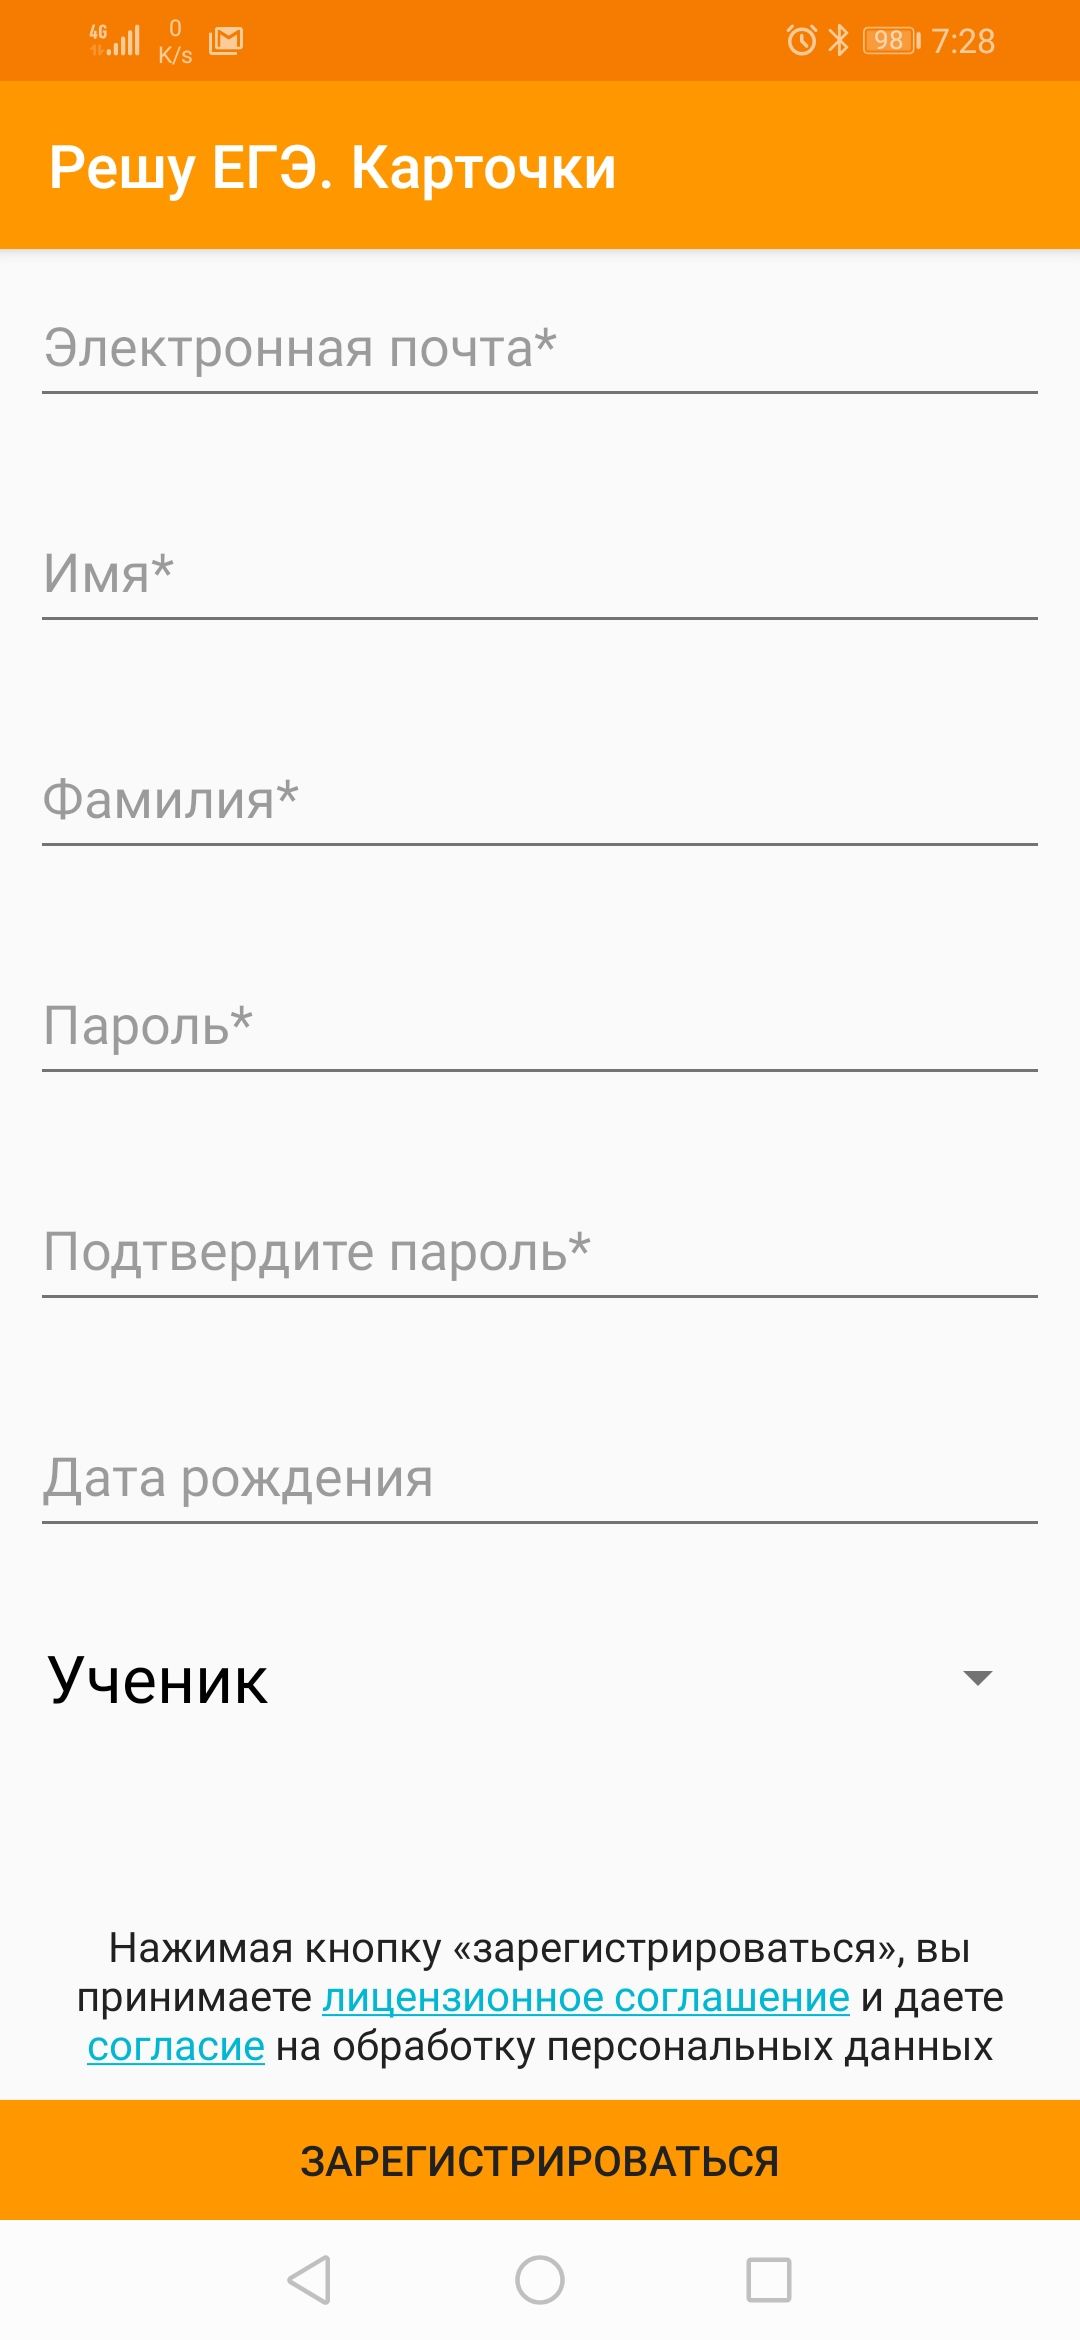 4G 0 K/s 98 7:28
Решу ЕГЭ. Карточки
Электронная почта*
Имя*
Фамилия*
Пароль*
Подтвердите пароль*
Дата рождения
Ученик
Нажимая кнопку «зарегистрироваться», вы
принимаете лицензионное соглашение и даете
согласие на обработку персональных данных
ЗАРЕГИСТРИРОВАТЬСЯ